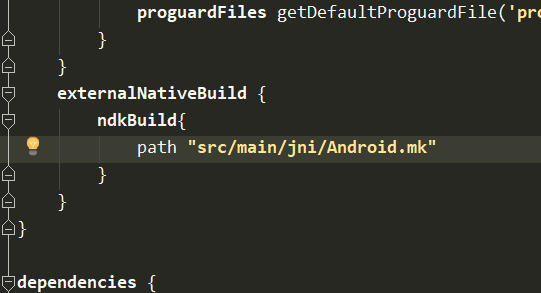 proguardFiles getDefaultProguardFile('pro
}
}
externalNativeBuild {
ndkBuild{
path "src/main/jni/Android.mk"
}
}
}
dependencies {